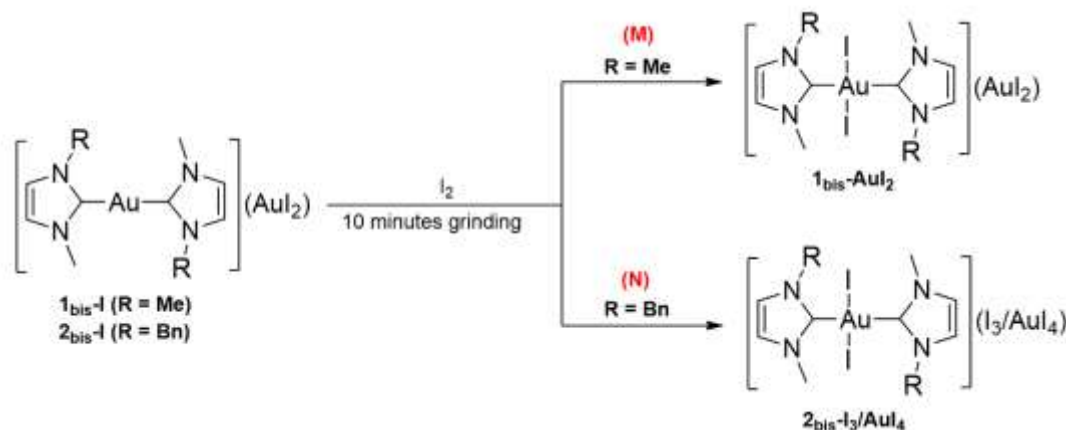 R
N
N
Au
N
N
R
(AuI₂)
1bis-I (R = Me)
2bis-I (R = Bn)
I₂
10 minutes grinding
(M)
R = Me
R
N
N
I
Au
I
N
N
R
(AuI₂)
1bis-AuI₂
(N)
R = Bn
R
N
N
I
Au
I
N
N
R
(I₃/AuI₄)
2bis-I₃/AuI₄